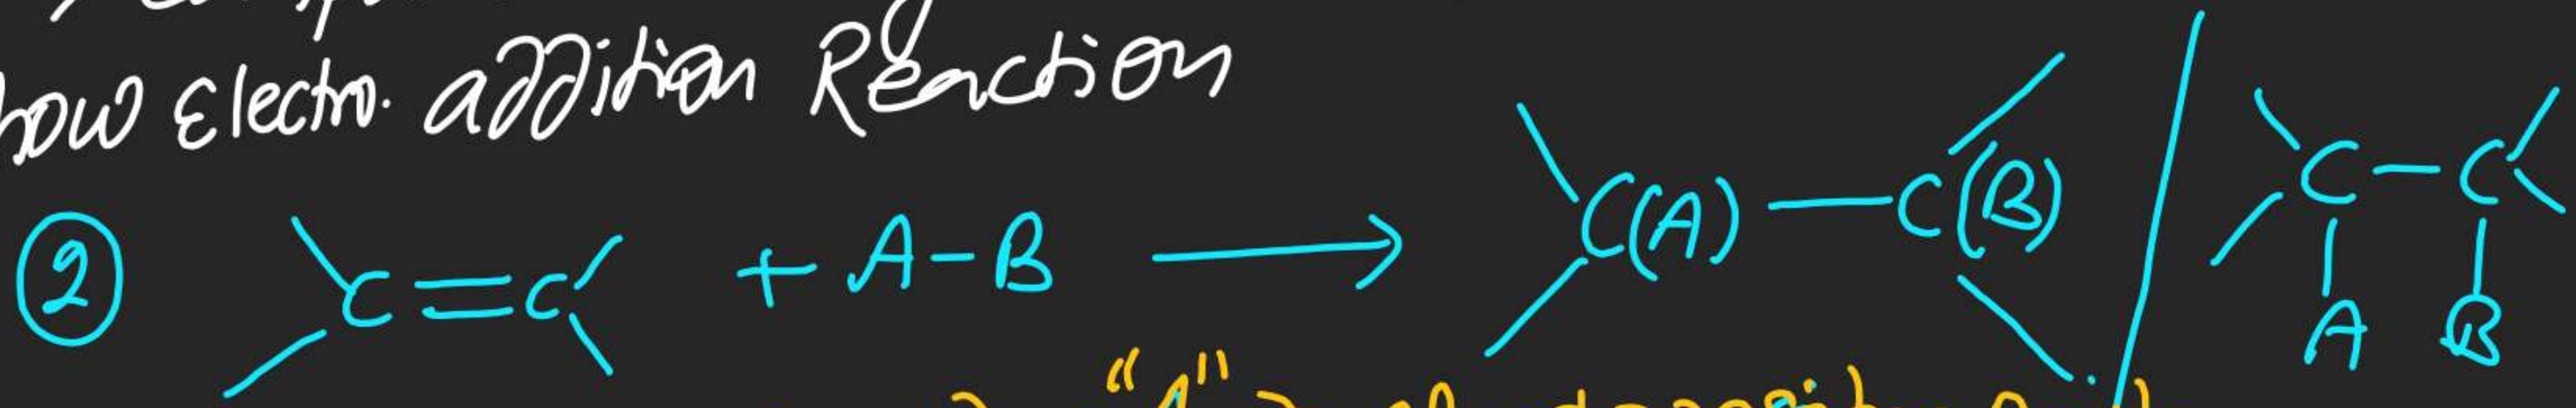 how Electro. addition Reaction
② C=C + A-B → C(A)—C(B) / C-C
A B
"A"